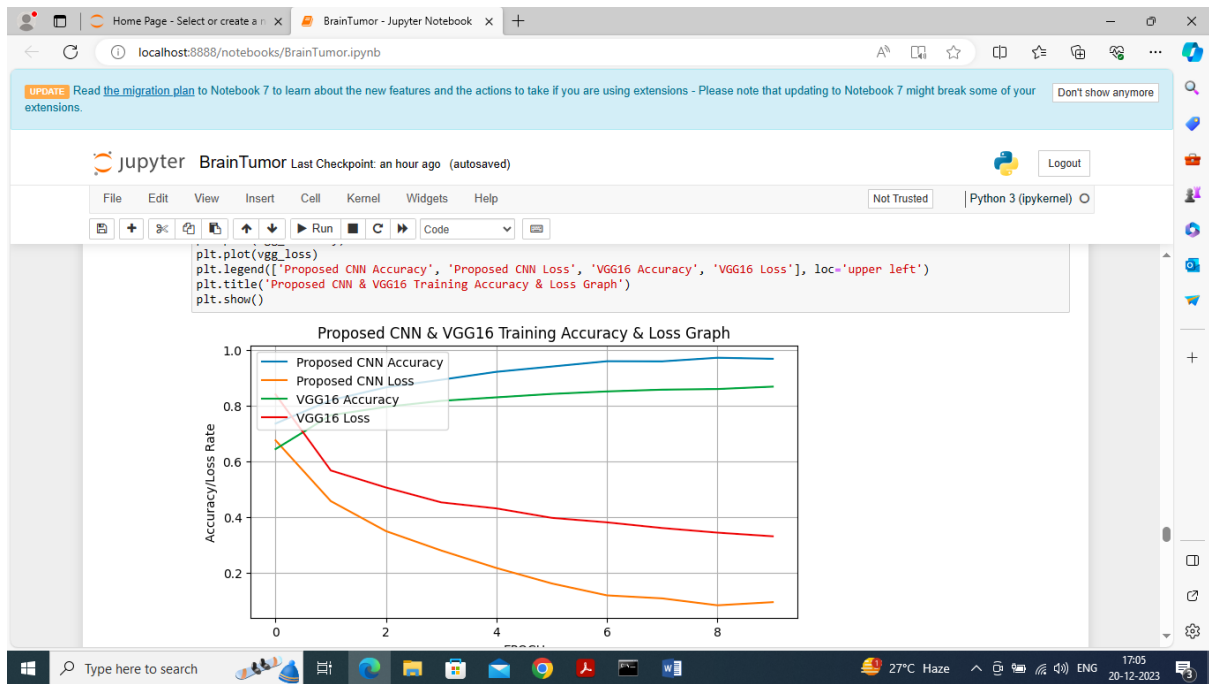 Home Page - Select or create a n
BrainTumor - Jupyter Notebook
localhost:8888/notebooks/BrainTumor.ipynb
UPDATE Read the migration plan to Notebook 7 to learn about the new features and the actions to take if you are using extensions - Please note that updating to Notebook 7 might break some of your
extensions.
Don't show anymore
jupyter BrainTumor Last Checkpoint: an hour ago (autosaved)
Logout
File Edit View Insert Cell Kernel Widgets Help
Not Trusted
Python 3 (ipykernel)
Run
Code
plt.plot(vgg_loss)
plt.legend(['Proposed CNN Accuracy', 'Proposed CNN Loss', 'VGG16 Accuracy', 'VGG16 Loss'], loc='upper left')
plt.title('Proposed CNN & VGG16 Training Accuracy & Loss Graph')
plt.show()
Proposed CNN & VGG16 Training Accuracy & Loss Graph
Proposed CNN Accuracy
Proposed CNN Loss
VGG16 Accuracy
VGG16 Loss
Accuracy/Loss Rate
1.0
0.8
0.6
0.4
0.2
0 2 4 6 8
Type here to search
27°C Haze
ENG
17:05
20-12-2023
3